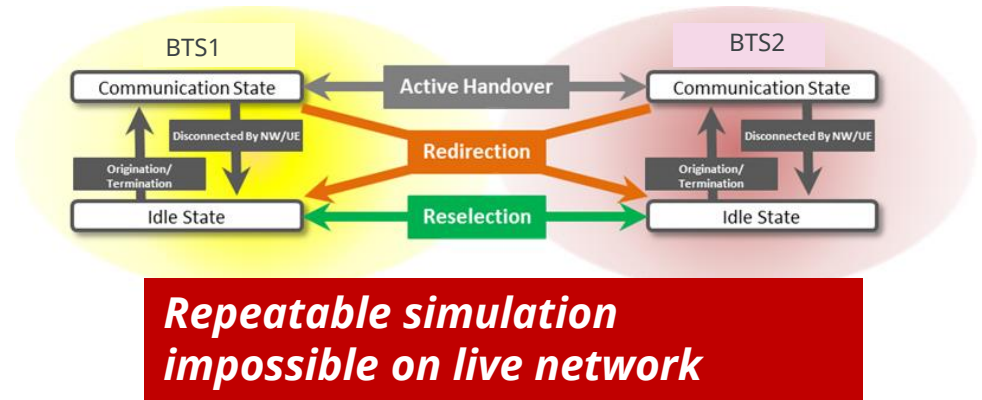 BTS1
BTS2
Communication State
Active Handover
Communication State
Disconnected By NW/UE
Disconnected By NW/UE
Redirection
Origination/
Termination
Origination/
Termination
Idle State
Reselection
Idle State
Repeatable simulation
impossible on live network